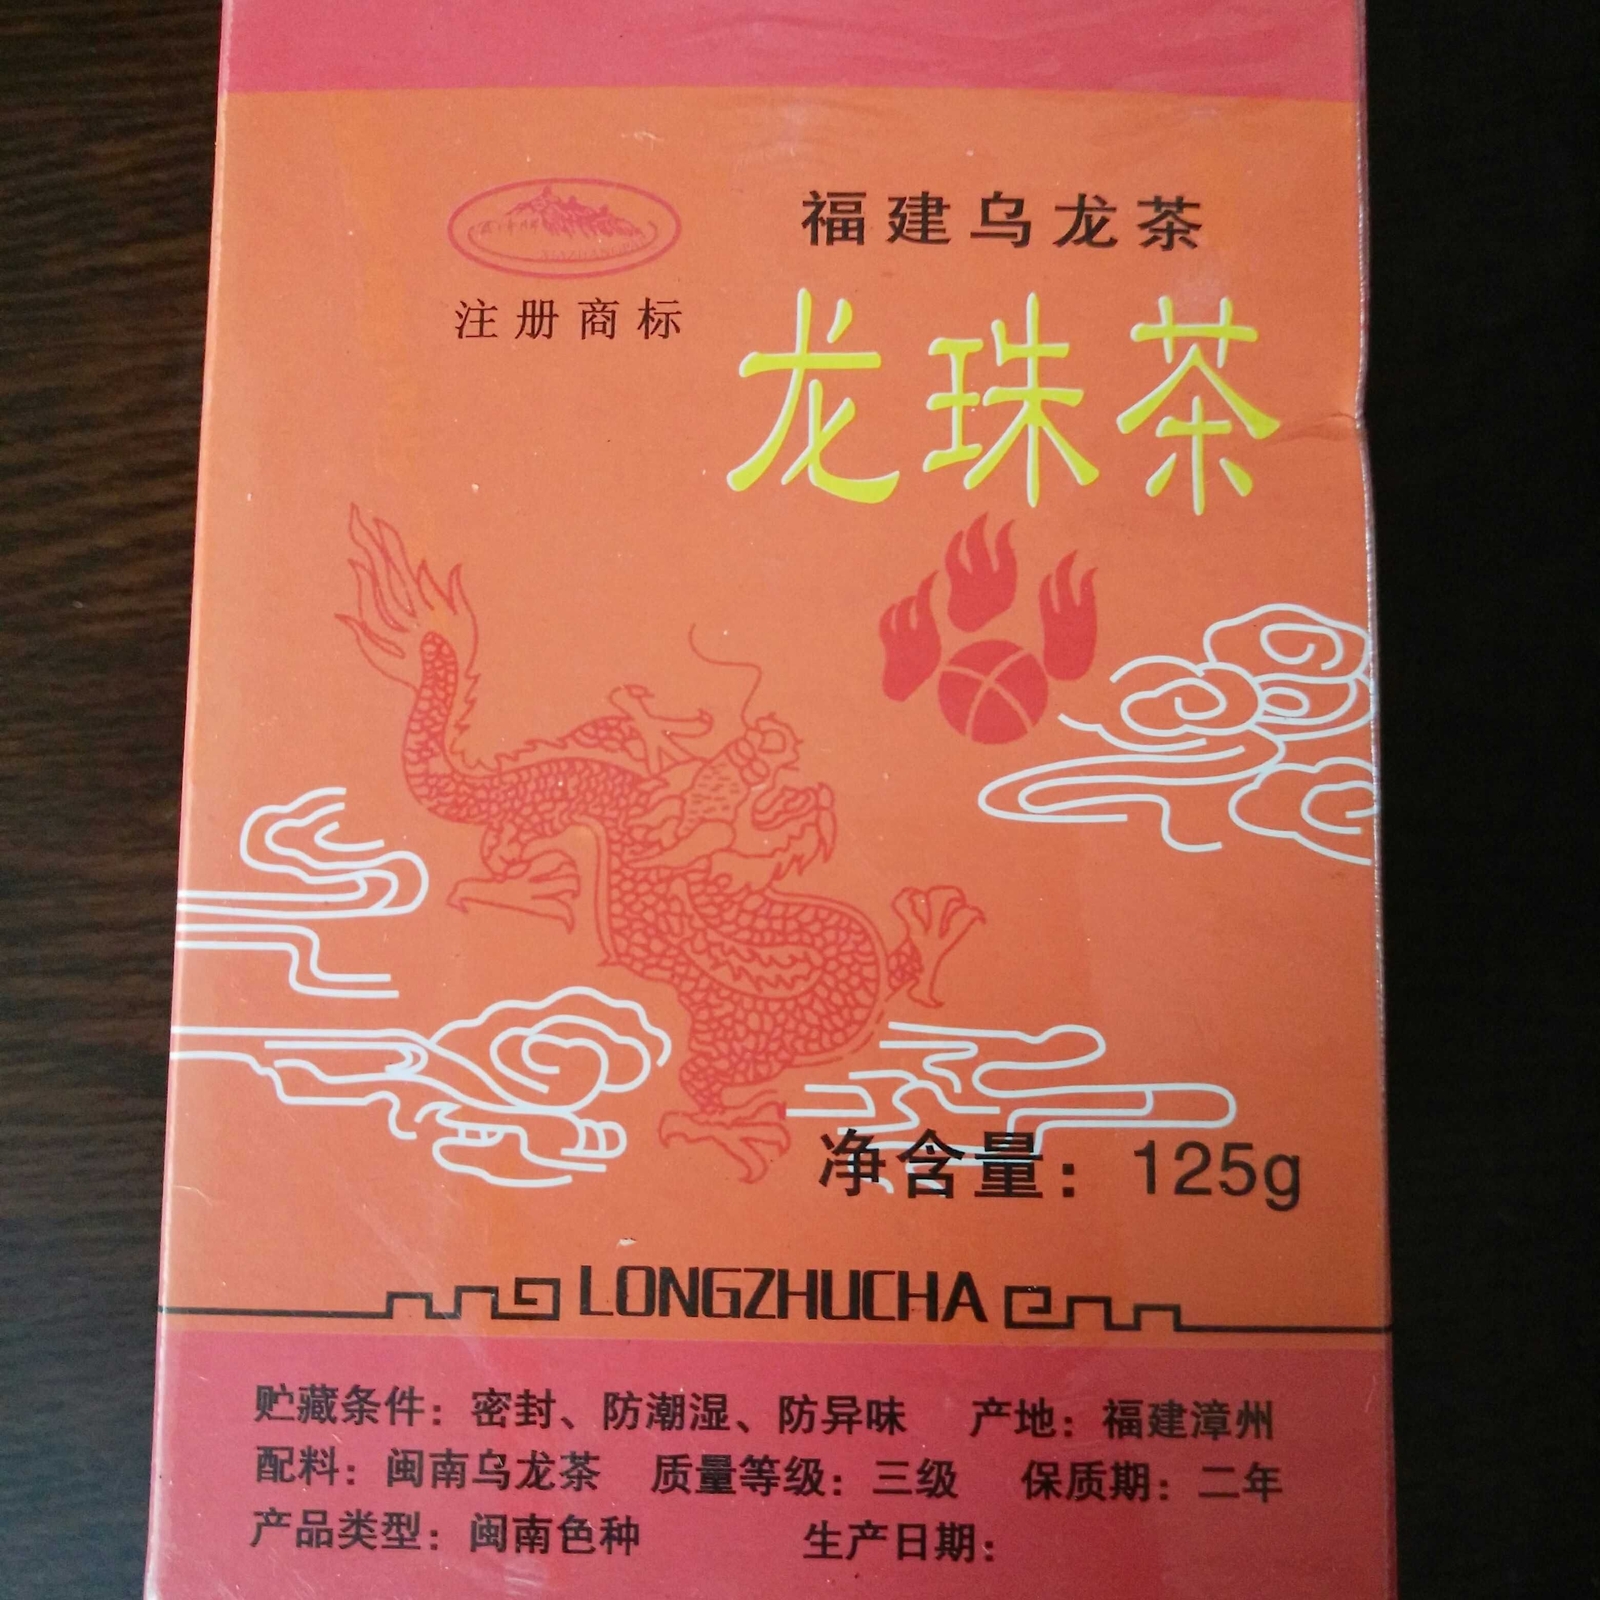 福建乌龙茶
注册商标
龙珠茶
净含量：125g
LONGZHUCHA
贮藏条件：密封、防潮湿、防异味 产地：福建漳州
配料：闽南乌龙茶 质量等级：三级 保质期：二年
产品类型：闽南色种 生产日期：